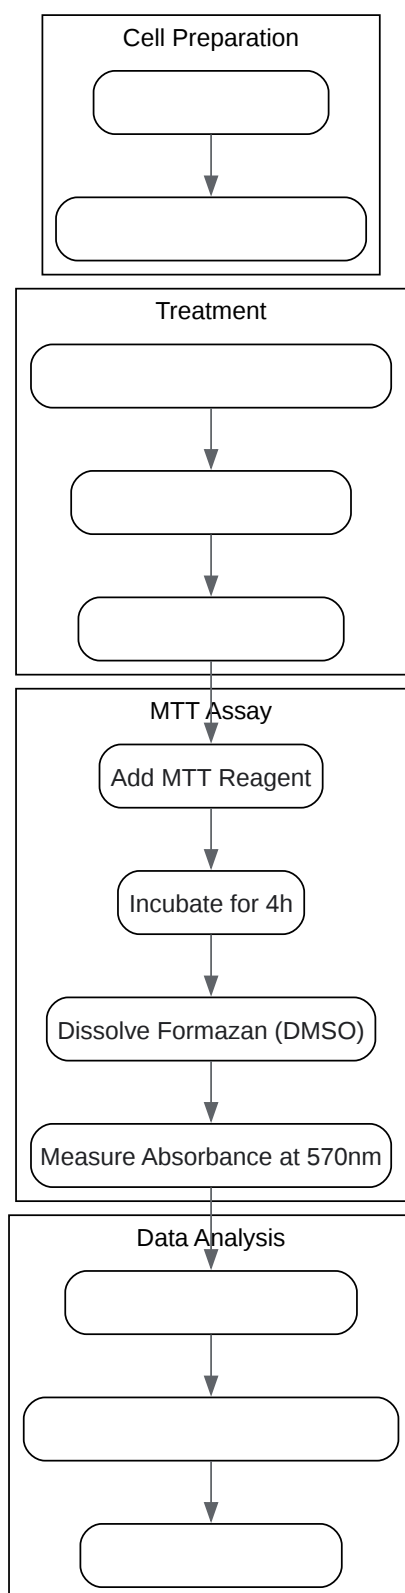 Cell Preparation
Treatment
MTT Assay
Add MTT Reagent
Incubate for 4h
Dissolve Formazan (DMSO)
Measure Absorbance at 570nm
Data Analysis